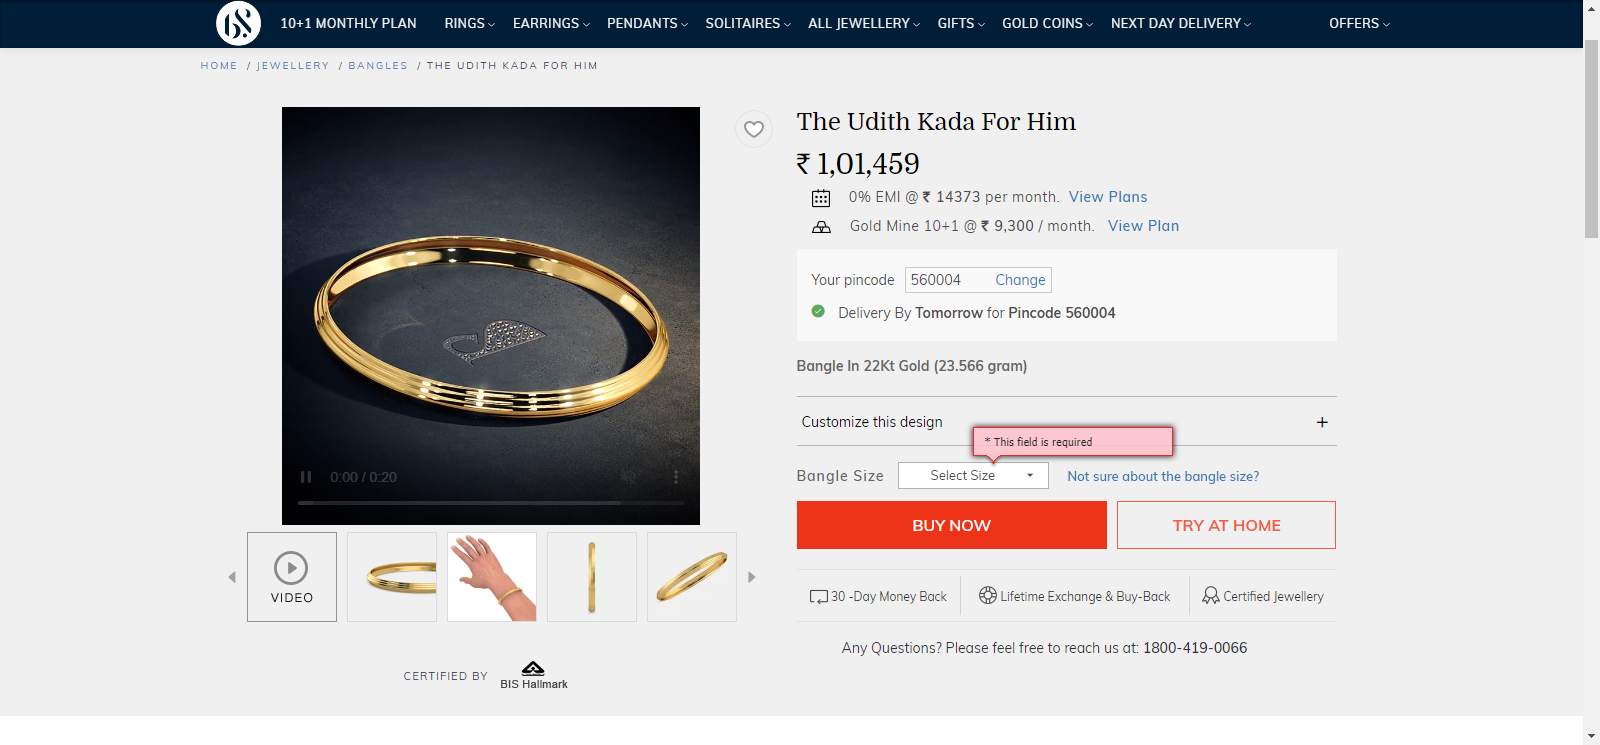 BS.
10+1 MONTHLY PLAN RINGS EARRINGS PENDANTS SOLITAIRES ALL JEWELLERY GIFTS GOLD COINS NEXT DAY DELIVERY OFFERS
HOME / JEWELLERY / BANGLES / THE UDITH KADA FOR HIM
The Udith Kada For Him
₹ 1,01,459
0% EMI @ ₹ 14373 per month. View Plans
Gold Mine 10+1 @ ₹ 9,300 / month. View Plan
Your pincode 560004 Change
Delivery By Tomorrow for Pincode 560004
Bangle In 22Kt Gold (23.566 gram)
Customize this design +
* This field is required
Bangle Size Select Size Not sure about the bangle size?
BUY NOW TRY AT HOME
30 -Day Money Back Lifetime Exchange & Buy-Back Certified Jewellery
Any Questions? Please feel free to reach us at: 1800-419-0066
0:00 / 0:20
VIDEO
CERTIFIED BY BIS Hallmark